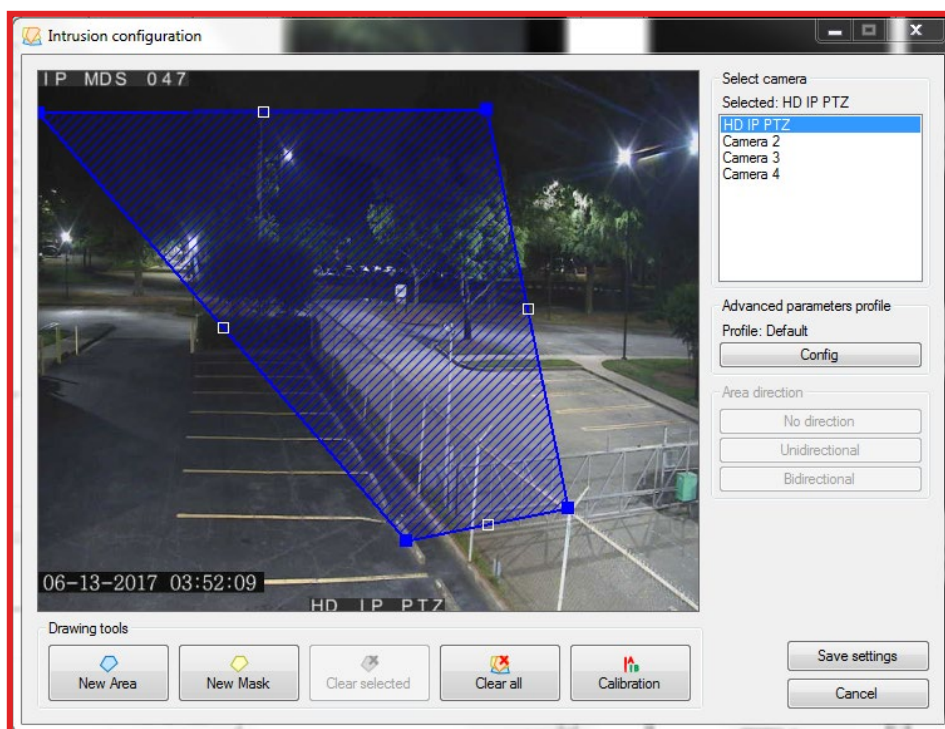 Intrusion configuration
IP MDS 047
06-13-2017 03:52:09
HD IP PTZ
Select camera
Selected: HD IP PTZ
HD IP PTZ
Camera 2
Camera 3
Camera 4
Advanced parameters profile
Profile: Default
Config
Area direction
No direction
Unidirectional
Bidirectional
Drawing tools
New Area
New Mask
Clear selected
Clear all
Calibration
Save settings
Cancel